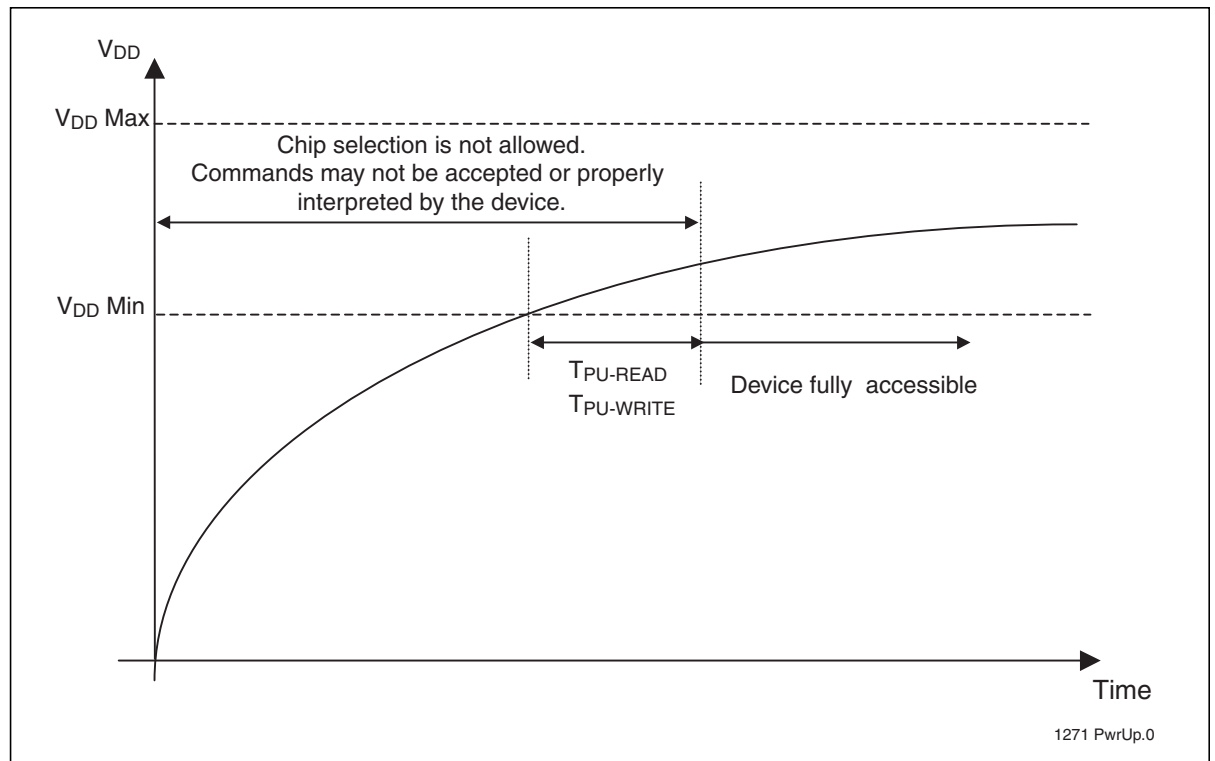 VDD
VDD Max
Chip selection is not allowed.
Commands may not be accepted or properly
interpreted by the device.
VDD Min
TPU-READ
TPU-WRITE
Device fully accessible
Time
1271 PwrUp.0